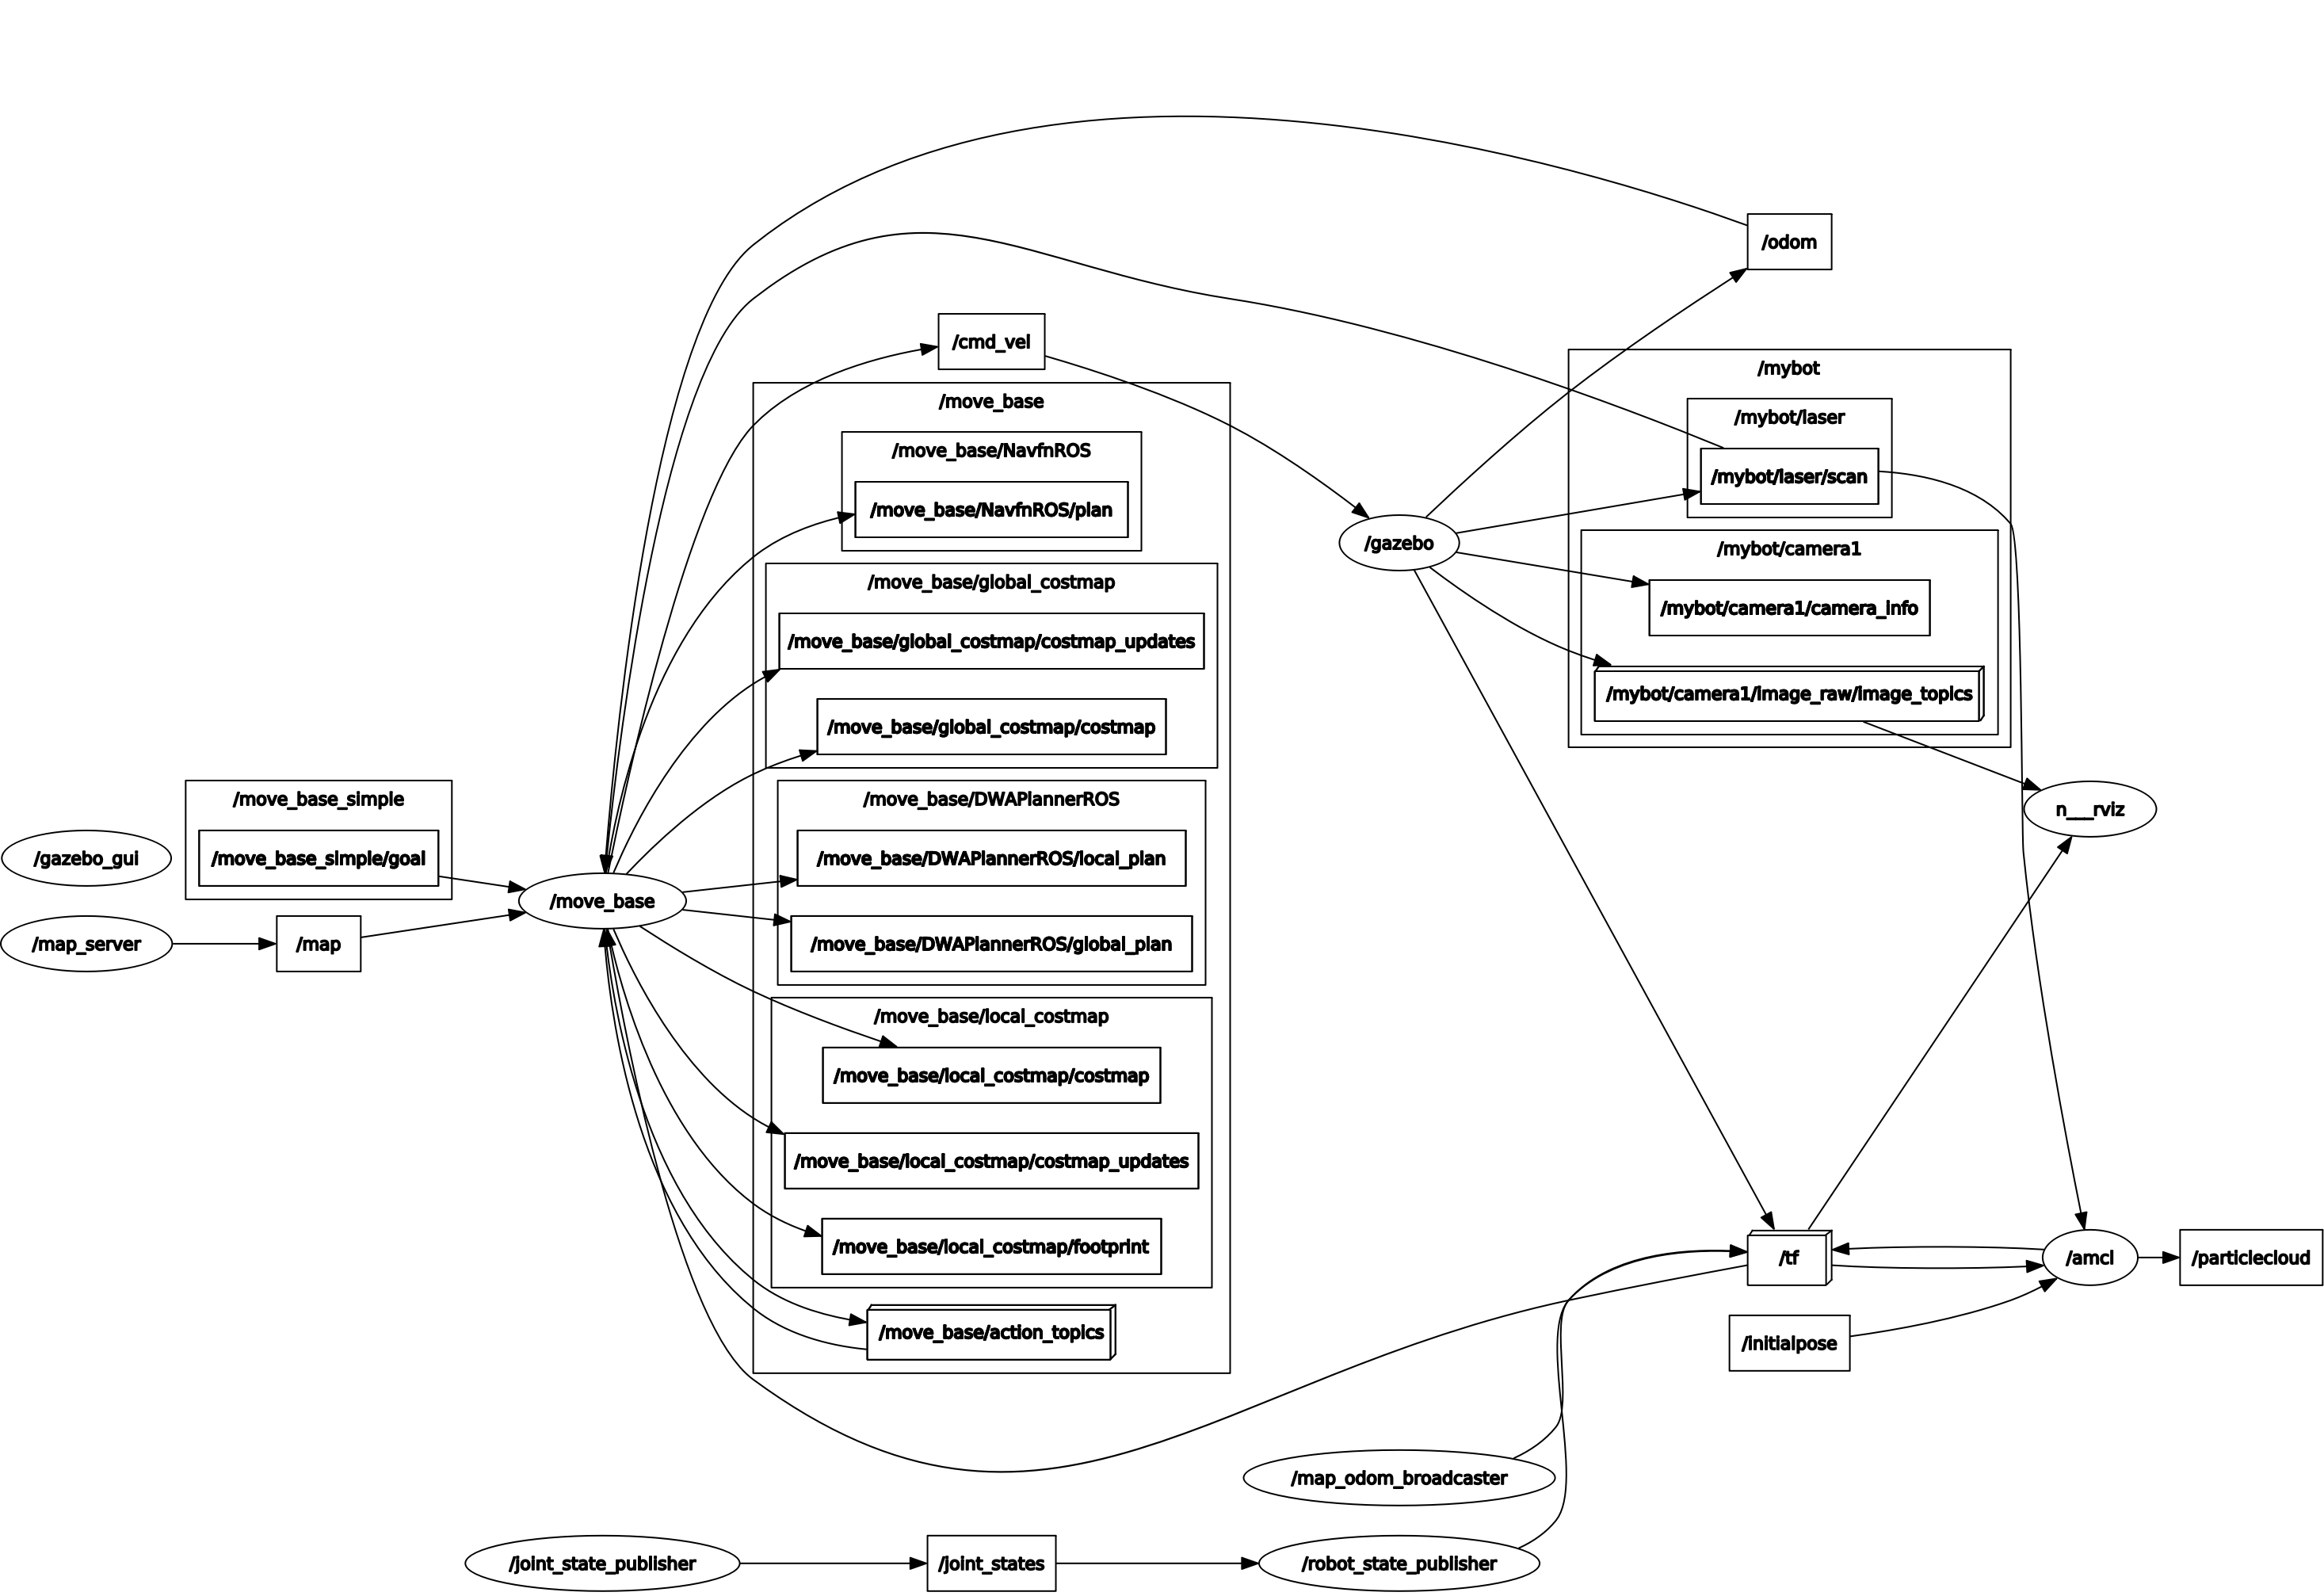 /odom
/cmd_vel
/mybot
/move_base
/mybot/laser
/move_base/NavfnROS
/mybot/laser/scan
/move_base/NavfnROS/plan
/gazebo
/mybot/camera1
/move_base/global_costmap
/mybot/camera1/camera_info
/move_base/global_costmap/costmap_updates
/mybot/camera1/image_raw/image_topics
/move_base/global_costmap/costmap
/move_base_simple
/move_base/DWAPlannerROS
n___rviz
/gazebo_gui
/move_base_simple/goal
/move_base/DWAPlannerROS/local_plan
/move_base
/map_server
/map
/move_base/DWAPlannerROS/global_plan
/move_base/local_costmap
/move_base/local_costmap/costmap
/move_base/local_costmap/costmap_updates
/move_base/local_costmap/footprint
/tf
/amcl
/particlecloud
/move_base/action_topics
/initialpose
/map_odom_broadcaster
/joint_state_publisher
/joint_states
/robot_state_publisher